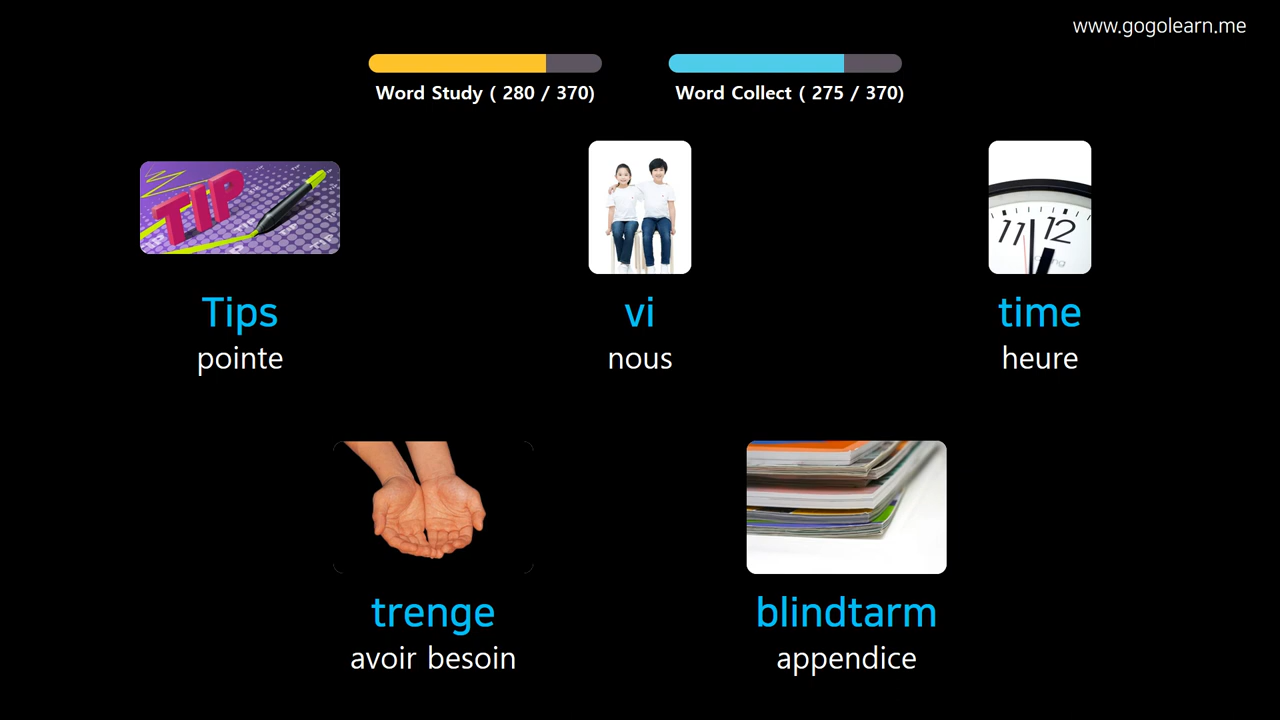 www.gogolearn.me
Word Study ( 280 / 370)
Word Collect ( 275 / 370)
TIP
11 12
Tips
pointe
vi
nous
time
heure
trenge
avoir besoin
blindtarm
appendice